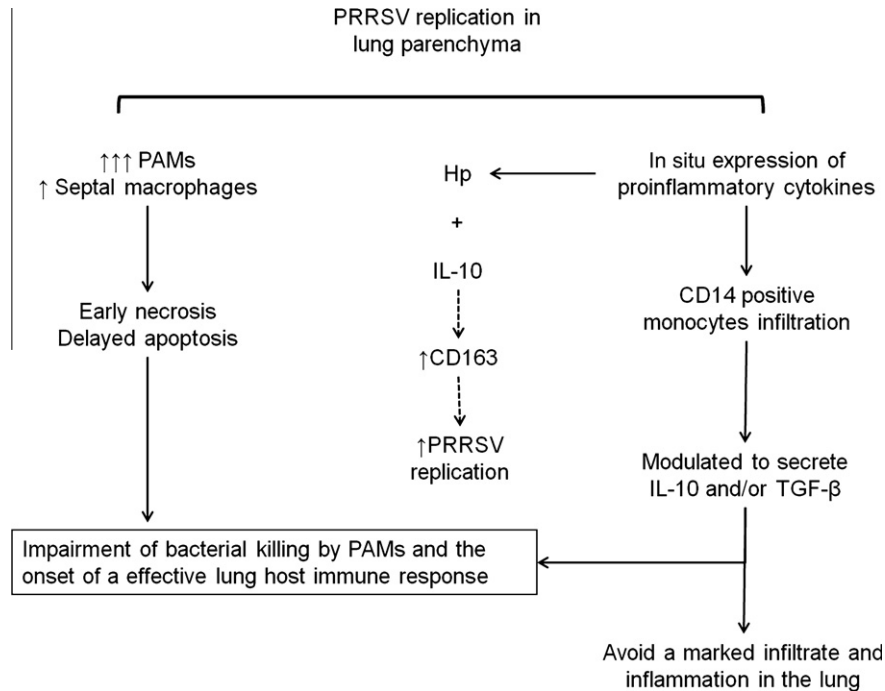 PRRSV replication in
lung parenchyma
↑↑↑ PAMs
↑ Septal macrophages
Early necrosis
Delayed apoptosis
Hp
+
IL-10
↑CD163
↑PRRSV
replication
In situ expression of
proinflammatory cytokines
CD14 positive
monocytes infiltration
Modulated to secrete
IL-10 and/or TGF-β
Impairment of bacterial killing by PAMs and the
onset of a effective lung host immune response
Avoid a marked infiltrate and
inflammation in the lung